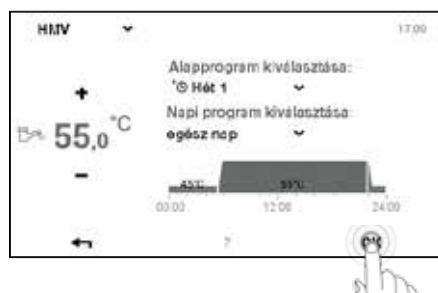 HMV
17:00
Alapprogram kiválasztása:
Hét 1
Napi program kiválasztása:
egész nap
+
55,0 °C
−
45°C 55°C
00:00 12:00 24:00
?
OK